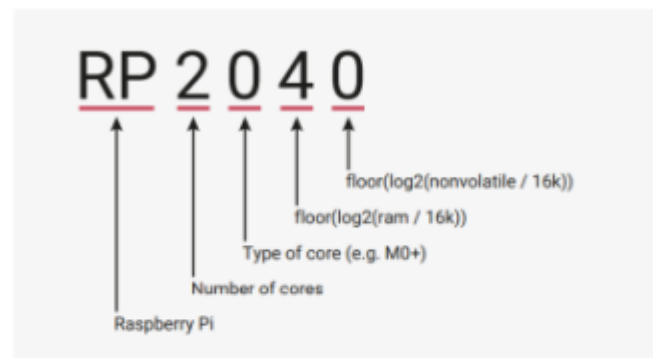 RP2040
floor(log2(nonvolatile / 16k))
floor(log2(ram / 16k))
Type of core (e.g. M0+)
Number of cores
Raspberry Pi